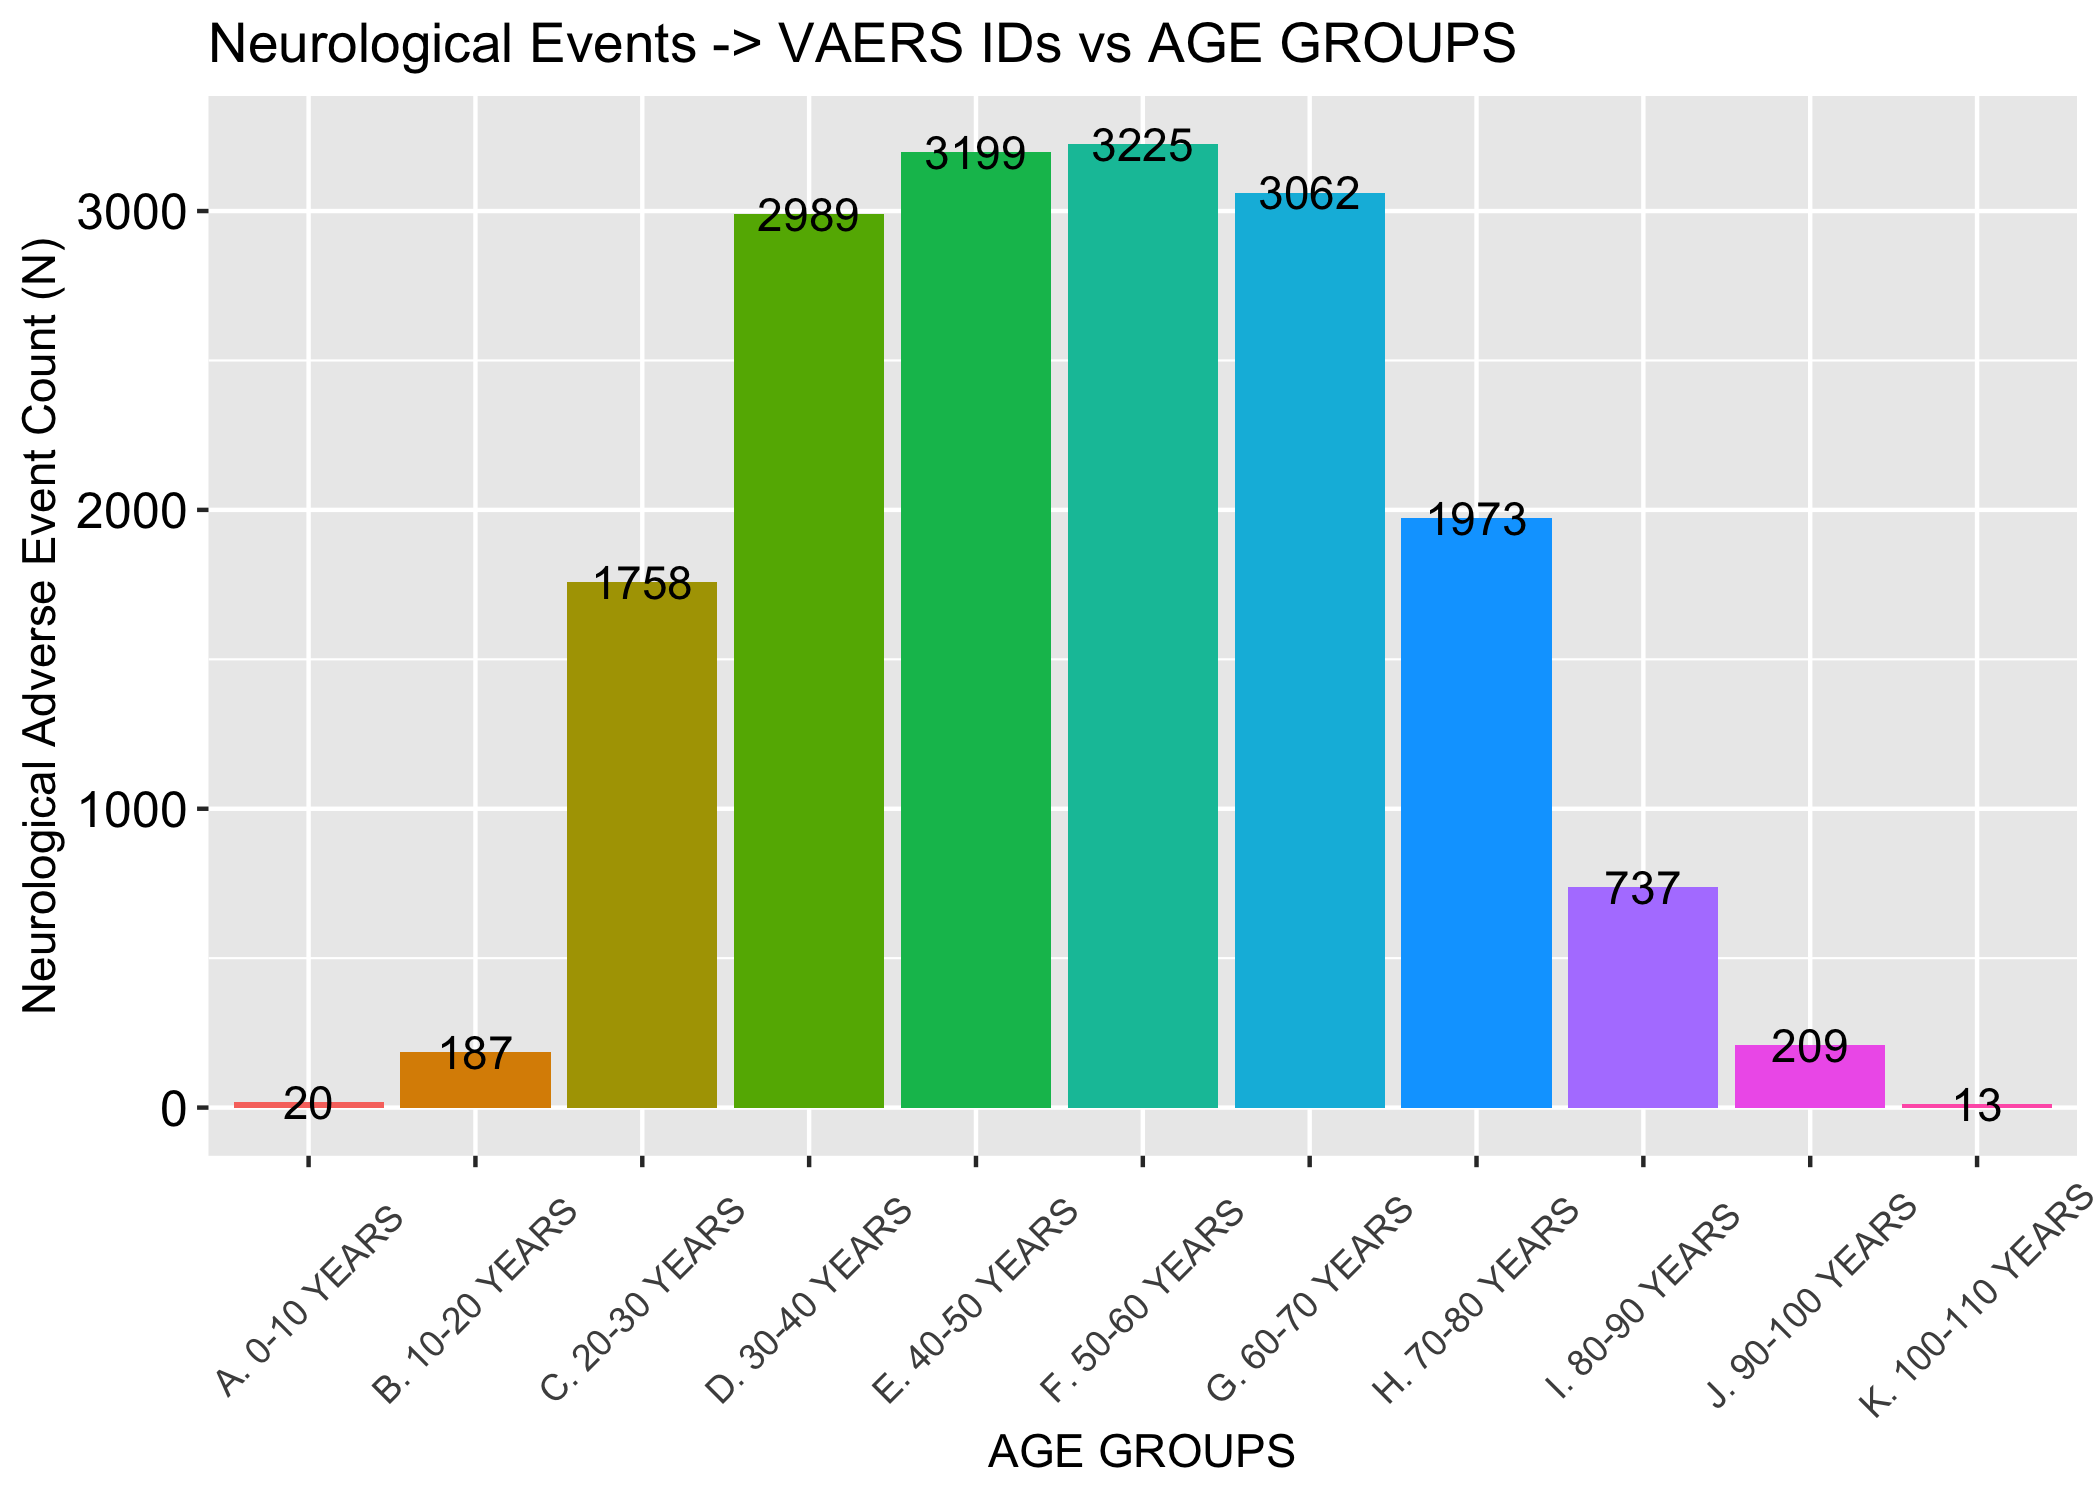 Neurological Events -> VAERS IDs vs AGE GROUPS
Neurological Adverse Event Count (N)
3000
2000
1000
0
20
187
1758
2989
3199
3225
3062
1973
737
209
13
A. 0-10 YEARS
B. 10-20 YEARS
C. 20-30 YEARS
D. 30-40 YEARS
E. 40-50 YEARS
F. 50-60 YEARS
G. 60-70 YEARS
H. 70-80 YEARS
I. 80-90 YEARS
J. 90-100 YEARS
K. 100-110 YEARS
AGE GROUPS